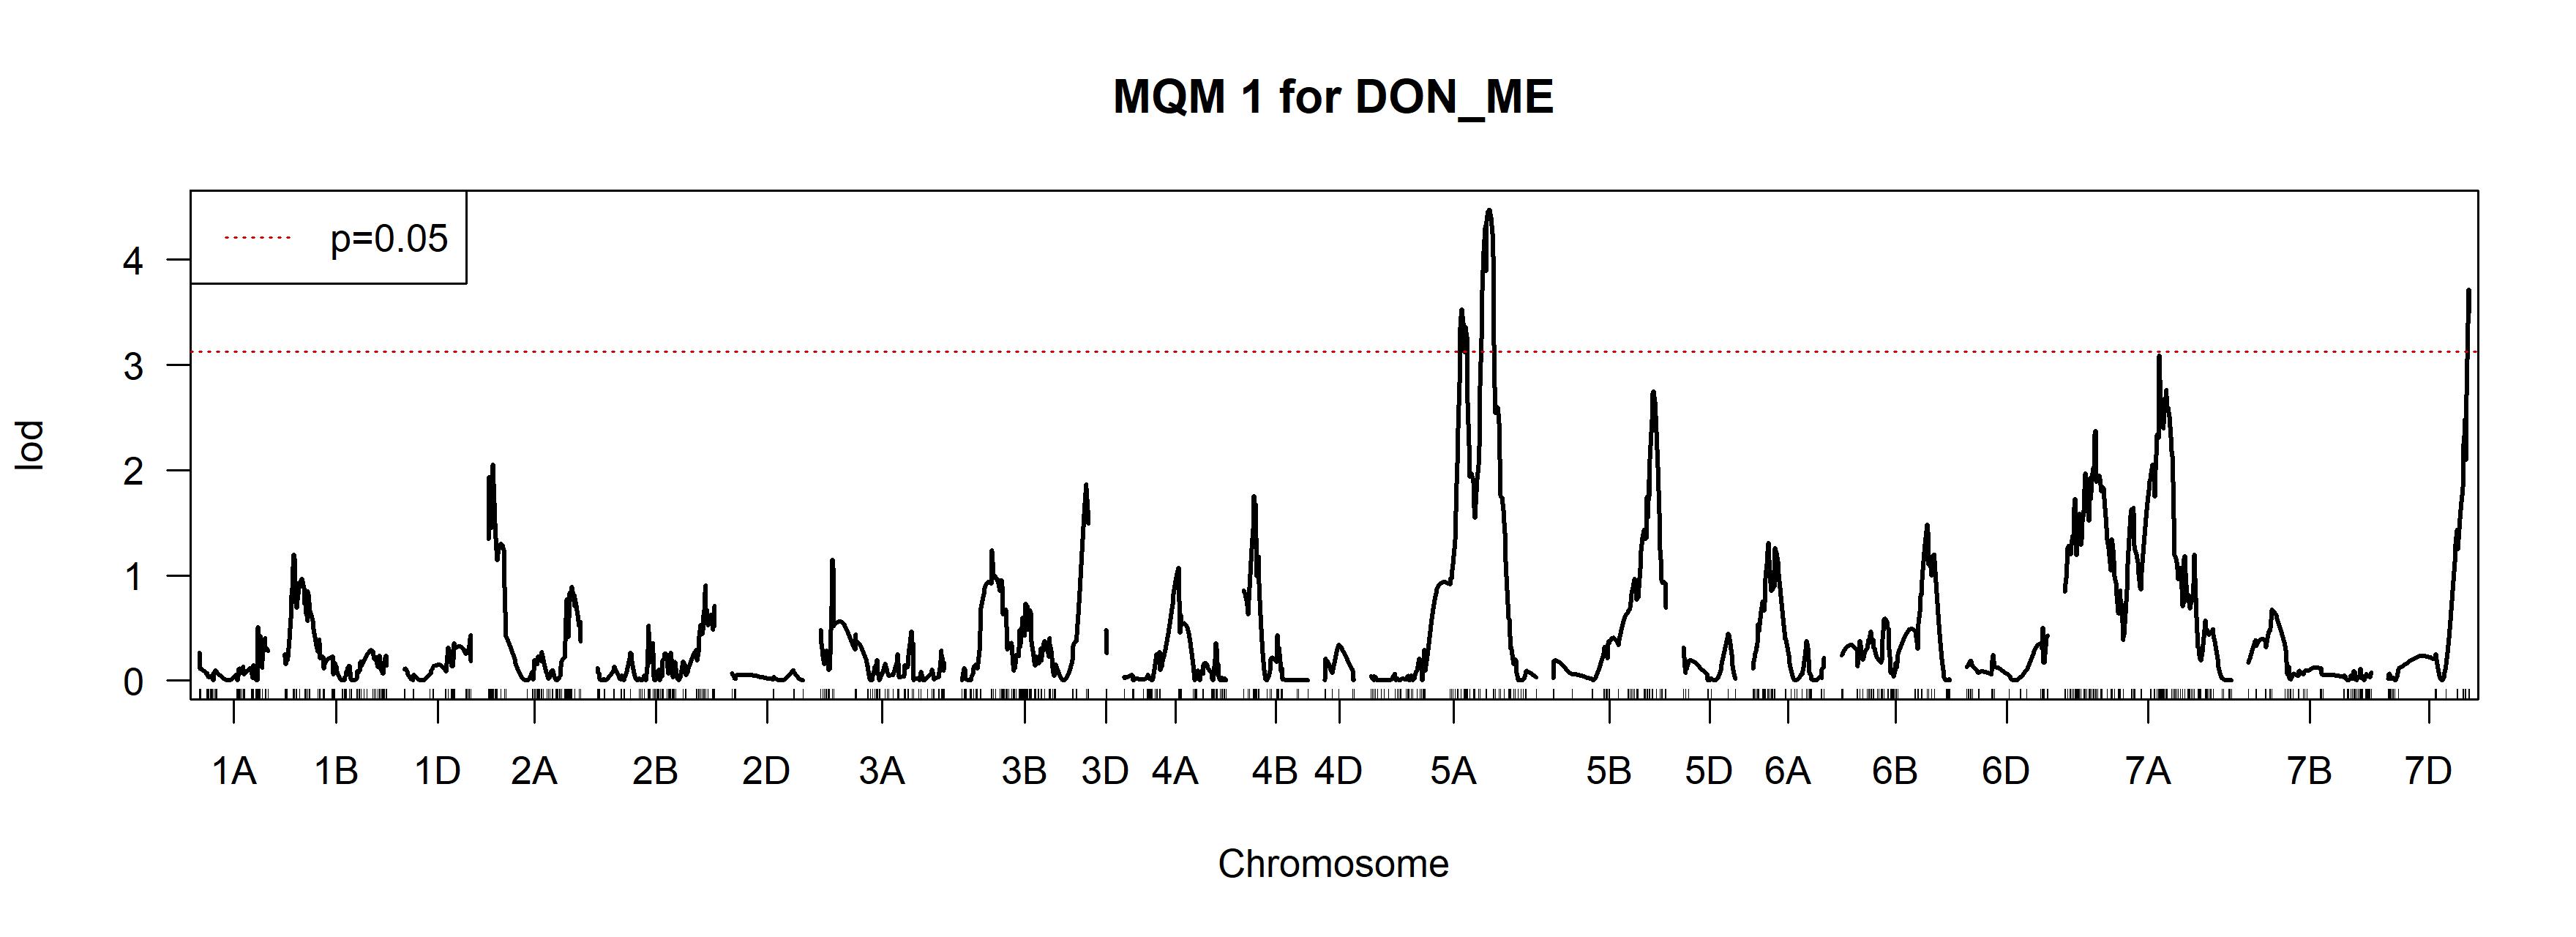 MQM 1 for DON_ME
p=0.05
4
3
2
1
0
lod
1A 1B 1D 2A 2B 2D 3A 3B 3D 4A 4B 4D 5A 5B 5D 6A 6B 6D 7A 7B 7D
Chromosome